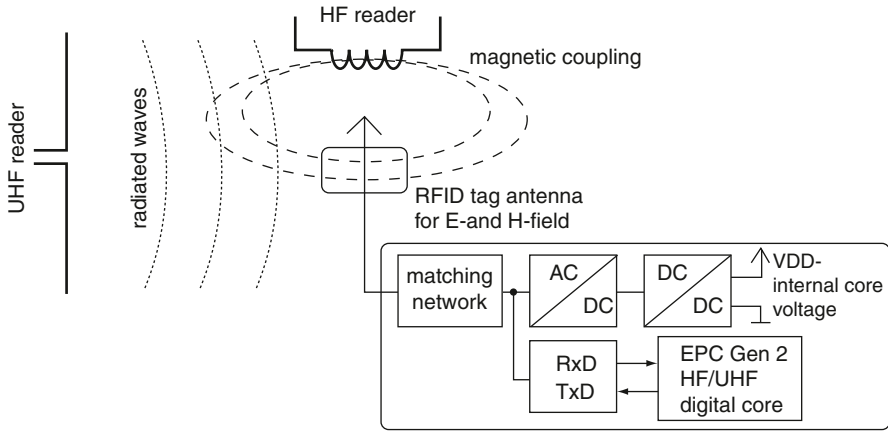 HF reader
magnetic coupling
UHF reader
radiated waves
RFID tag antenna
for E-and H-field
matching
network
AC
DC
DC
DC
VDD-
internal core
voltage
RxD
TxD
EPC Gen 2
HF/UHF
digital core